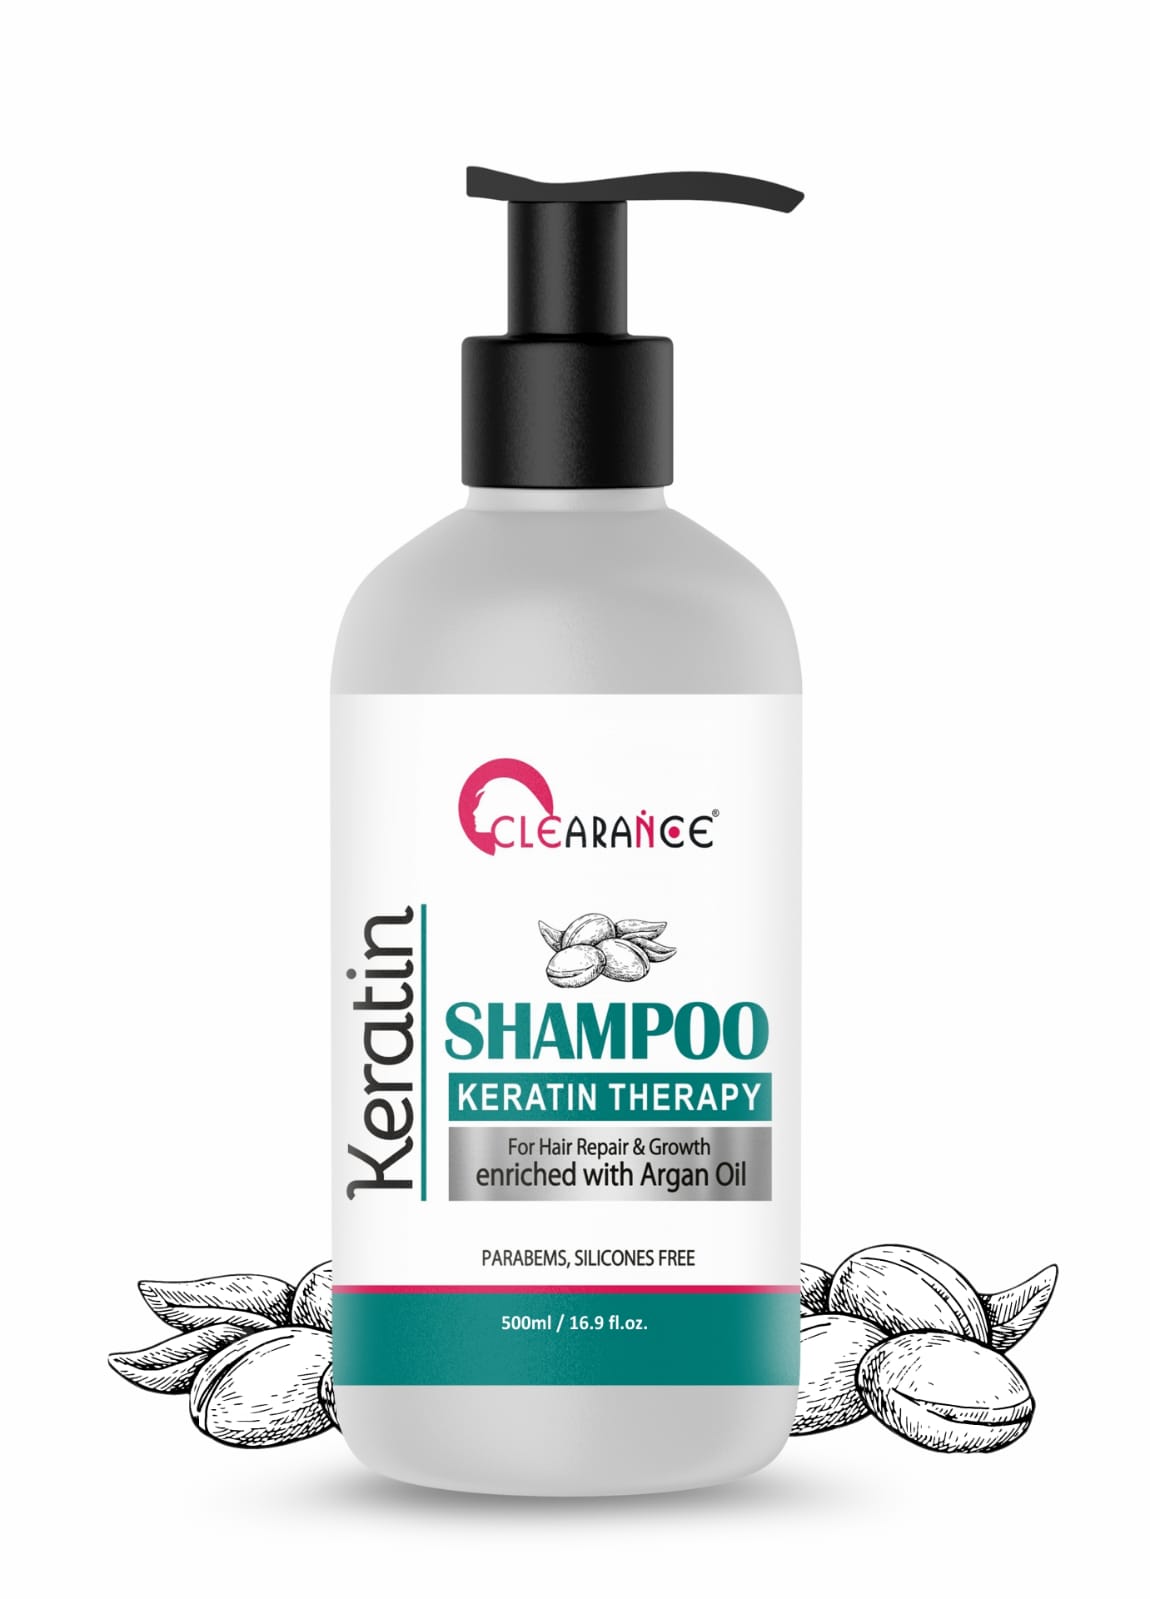 CLEARANCE®
Keratin
SHAMPOO
KERATIN THERAPY
For Hair Repair & Growth
enriched with Argan Oil
PARABEMS, SILICONES FREE
500ml / 16.9 fl.oz.